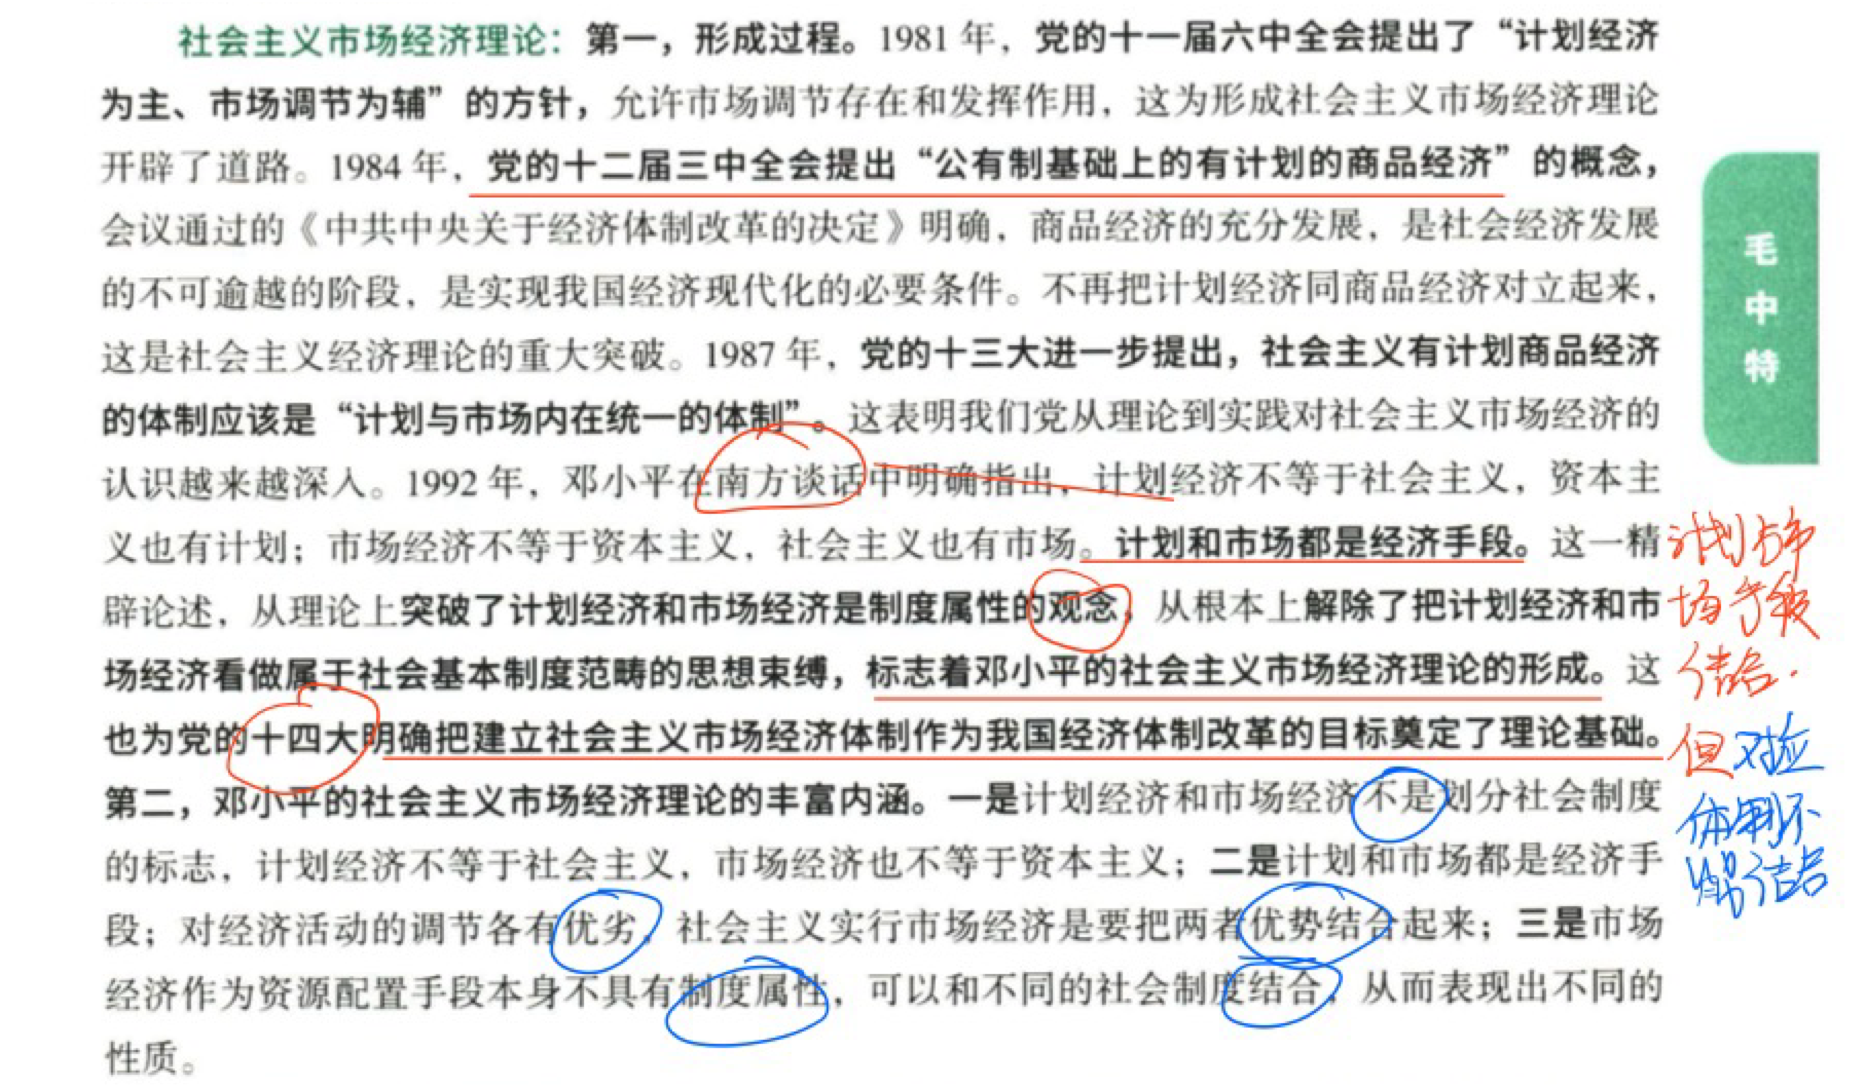 社会主义市场经济理论：第一，形成过程。1981 年，党的十一届六中全会提出了“计划经济
为主、市场调节为辅”的方针，允许市场调节存在和发挥作用，这为形成社会主义市场经济理论
开辟了道路。1984 年，党的十二届三中全会提出“公有制基础上的有计划的商品经济”的概念，
会议通过的《中共中央关于经济体制改革的决定》明确，商品经济的充分发展，是社会经济发展
的不可逾越的阶段，是实现我国经济现代化的必要条件。不再把计划经济同商品经济对立起来，
这是社会主义经济理论的重大突破。1987 年，党的十三大进一步提出，社会主义有计划商品经济
的体制应该是“计划与市场内在统一的体制”。这表明我们党从理论到实践对社会主义市场经济的
认识越来越深入。1992 年，邓小平在南方谈话中明确指出，计划经济不等于社会主义，资本主
义也有计划；市场经济不等于资本主义，社会主义也有市场。计划和市场都是经济手段。这一精
辟论述，从理论上突破了计划经济和市场经济是制度属性的观念，从根本上解除了把计划经济和市
场经济看做属于社会基本制度范畴的思想束缚，标志着邓小平的社会主义市场经济理论的形成。这
也为党的十四大明确把建立社会主义市场经济体制作为我国经济体制改革的目标奠定了理论基础。
第二，邓小平的社会主义市场经济理论的丰富内涵。一是计划经济和市场经济不是划分社会制度
的标志，计划经济不等于社会主义，市场经济也不等于资本主义；二是计划和市场都是经济手
段；对经济活动的调节各有优劣，社会主义实行市场经济是要把两者优势结合起来；三是市场
经济作为资源配置手段本身不具有制度属性，可以和不同的社会制度结合，从而表现出不同的
性质。
毛
中
特
计划与市
场手段
结合.
但对应
体制不
结合